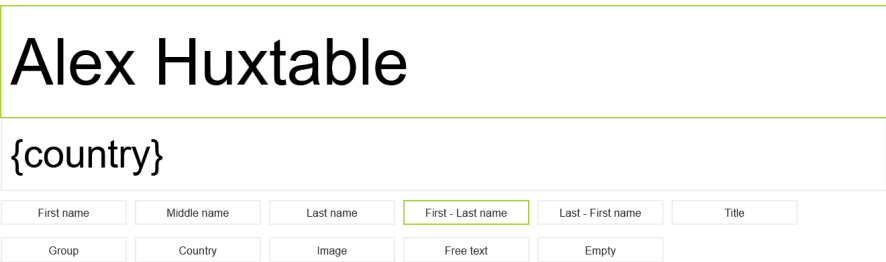 Alex Huxtable
{country}
First name Middle name Last name First - Last name Last - First name Title
Group Country Image Free text Empty